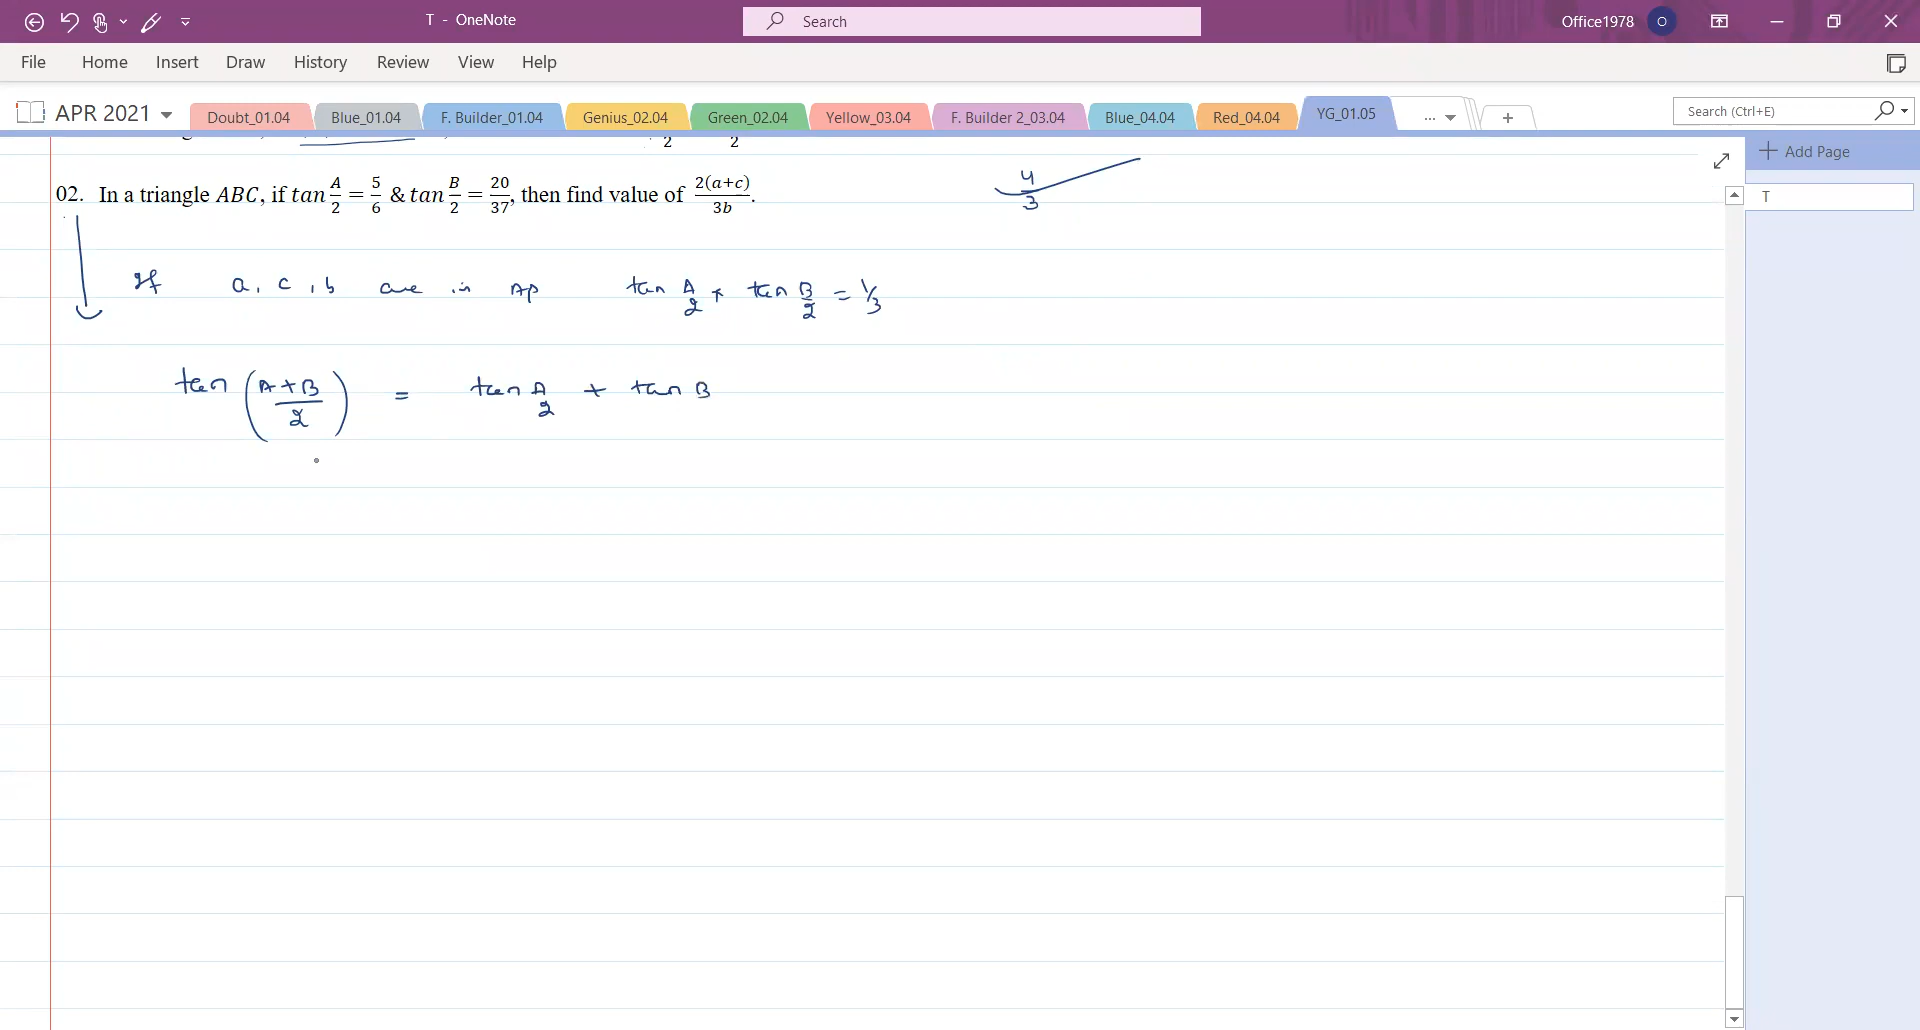 T - OneNote
Search
Office1978
O
File Home Insert Draw History Review View Help
APR 2021
Doubt_01.04 Blue_01.04 F. Builder_01.04 Genius_02.04 Green_02.04 Yellow_03.04 F. Builder 2_03.04 Blue_04.04 Red_04.04 YG_01.05 ... +
Search (Ctrl+E)
Add Page
T
2 2
02. In a triangle ABC, if tan A/2 = 5/6 & tan B/2 = 20/37, then find value of 2(a+c)/3b.
4/3
If a, c, b are in AP tan A/2 * tan B/2 = 1/3
tan (A+B/2) = tan A/2 + tan B